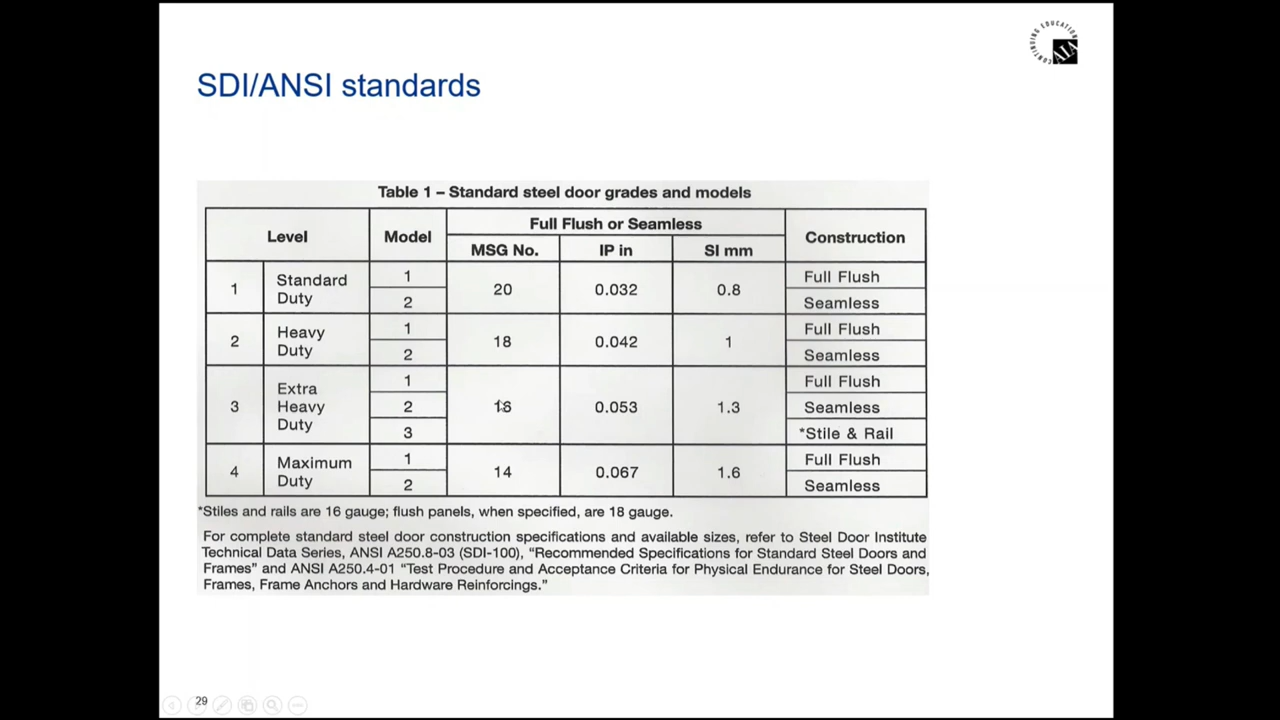 CONTINUING EDUCATION
AIA
SDI/ANSI standards
Table 1 – Standard steel door grades and models
Level Model Full Flush or Seamless Construction
MSG No. IP in SI mm
1 Standard Duty 1 20 0.032 0.8 Full Flush
2 Seamless
2 Heavy Duty 1 18 0.042 1 Full Flush
2 Seamless
3 Extra Heavy Duty 1 16 0.053 1.3 Full Flush
2 Seamless
3 *Stile & Rail
4 Maximum Duty 1 14 0.067 1.6 Full Flush
2 Seamless
*Stiles and rails are 16 gauge; flush panels, when specified, are 18 gauge.
For complete standard steel door construction specifications and available sizes, refer to Steel Door Institute
Technical Data Series, ANSI A250.8-03 (SDI-100), “Recommended Specifications for Standard Steel Doors and
Frames” and ANSI A250.4-01 “Test Procedure and Acceptance Criteria for Physical Endurance for Steel Doors,
Frames, Frame Anchors and Hardware Reinforcings.”
29